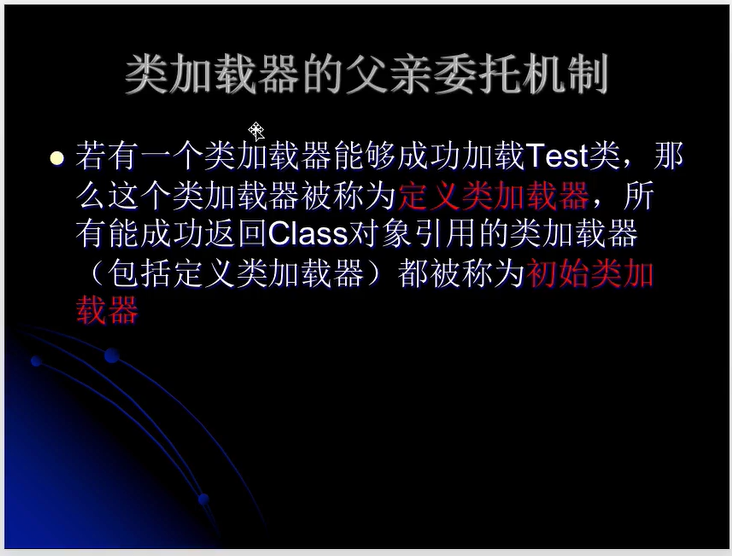 类加载器的父亲委托机制
若有一个类加载器能够成功加载Test类，那
么这个类加载器被称为定义类加载器，所
有能成功返回Class对象引用的类加载器
（包括定义类加载器）都被称为初始类加
载器